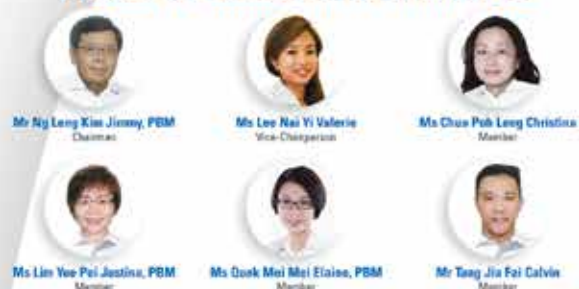 Mr Ng Leng Kim Jimmy, PBM
Chairman
Ms Lee Nai Yi Valerie
Vice-Chairperson
Ms Chua Poh Leng Christina
Member
Ms Lim Yee Pei Justina, PBM
Member
Ms Quek Mei Mei Elaine, PBM
Member
Mr Tang Jia Fai Calvin
Member